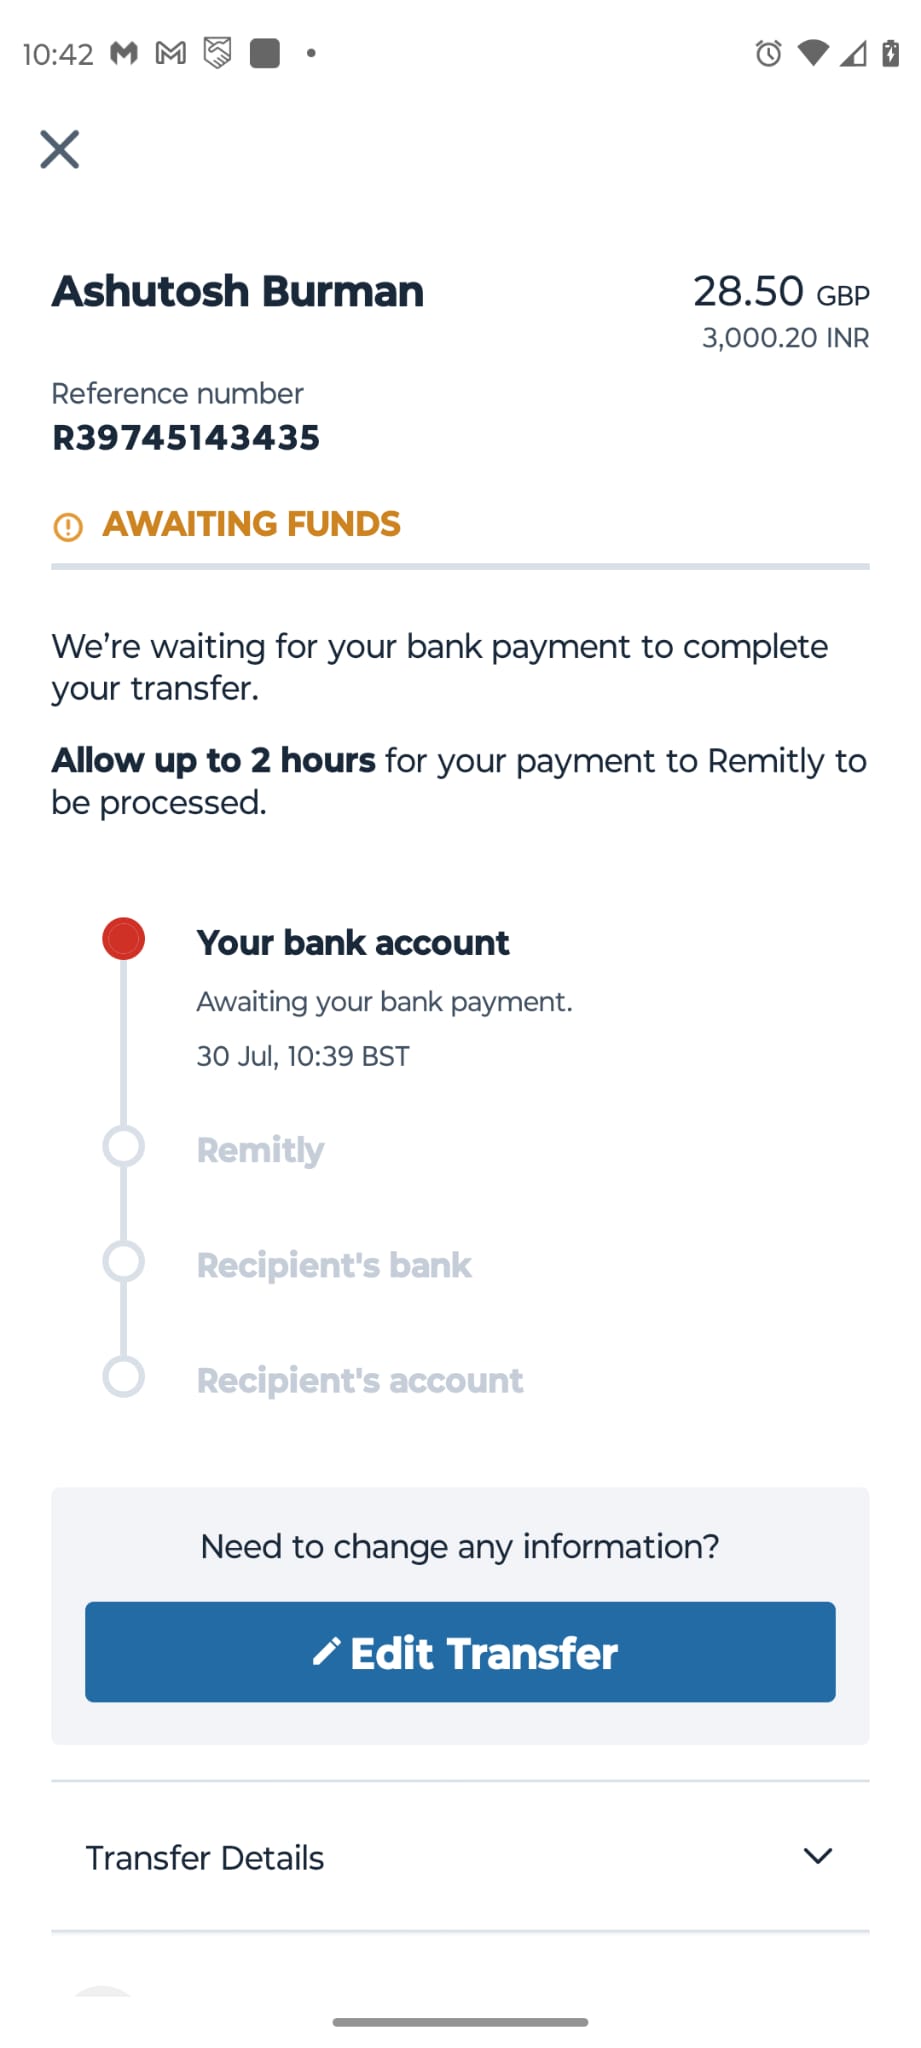 10:42
Ashutosh Burman
28.50 GBP
3,000.20 INR
Reference number
R39745143435
AWAITING FUNDS
We're waiting for your bank payment to complete
your transfer.
Allow up to 2 hours for your payment to Remitly to
be processed.
Your bank account
Awaiting your bank payment.
30 Jul, 10:39 BST
Remitly
Recipient's bank
Recipient's account
Need to change any information?
Edit Transfer
Transfer Details